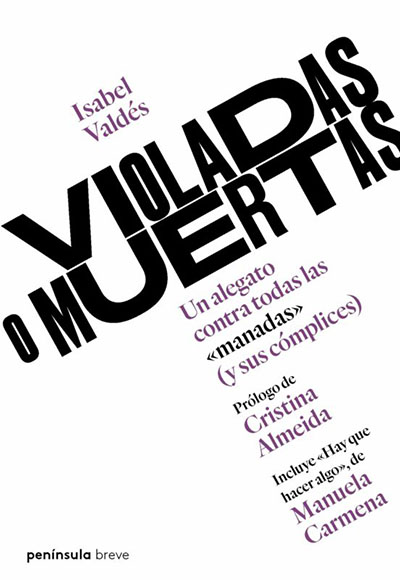 Isabel
Valdés
VIOLADAS
O MUERTAS
Un alegato
contra todas las
«manadas»
(y sus cómplices)
Prólogo de
Cristina
Almeida
Incluye «Hay que
hacer algo», de
Manuela
Carmena
península breve